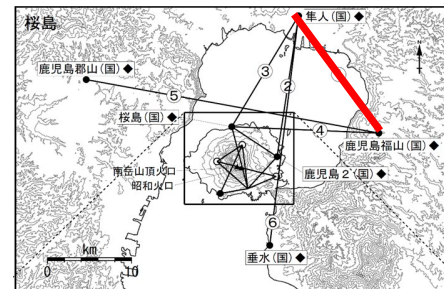 桜島
隼人(国)◆
鹿児島郡山(国)◆
③
②
⑤
桜島(国)◆
④
鹿児島福山(国)◆
南岳山頂火口
昭和火口
鹿児島2(国)◆
⑥
km
垂水(国)◆
0
10